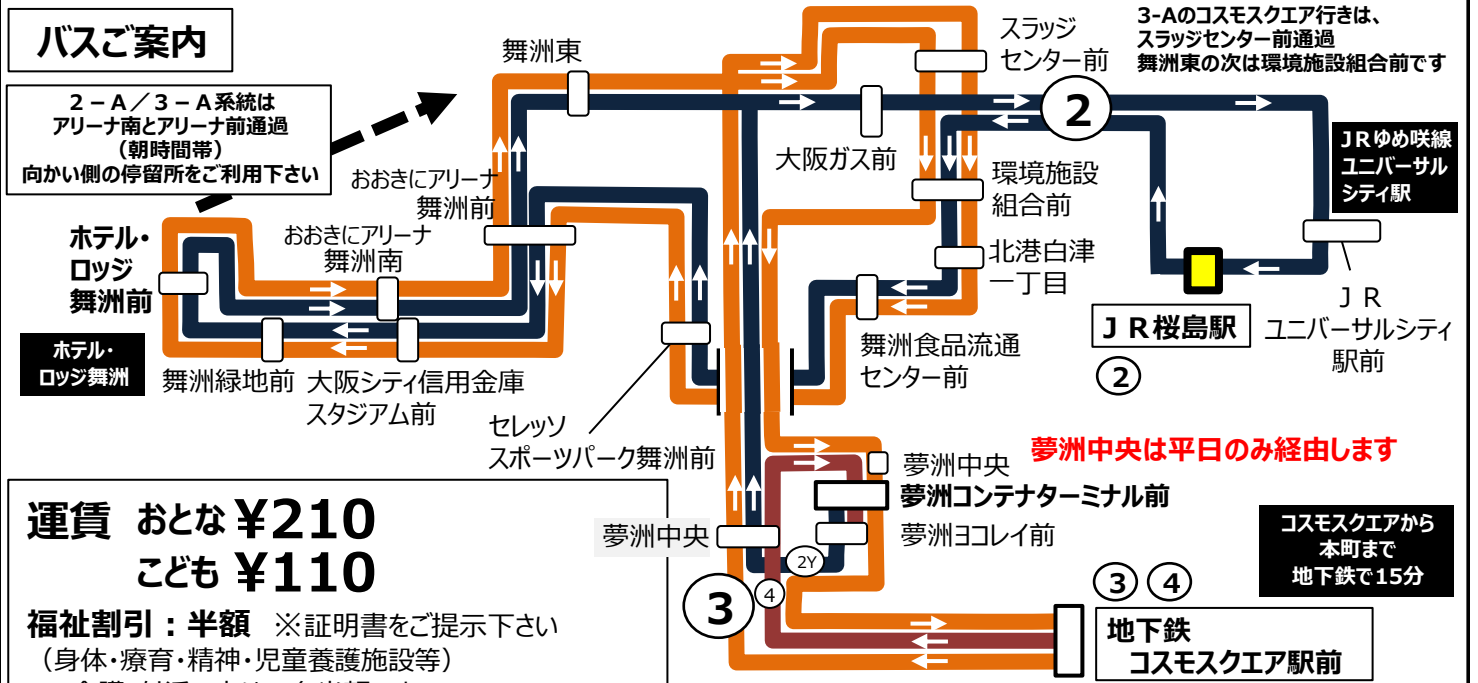 バスご案内
２－Ａ／３－Ａ系統は
アリーナ南とアリーナ前通過
（朝時間帯）
向かい側の停留所をご利用下さい
舞洲東
スラッジ
センター前
3-Aのコスモスクエア行きは、
スラッジセンター前通過
舞洲東の次は環境施設組合前です
2
大阪ガス前
ＪＲゆめ咲線
ユニバーサル
シティ駅
おおきにアリーナ
舞洲前
環境施設
組合前
ホテル・
ロッジ
舞洲前
おおきにアリーナ
舞洲南
北港白津
一丁目
ＪＲ桜島駅
②
ＪＲ
ユニバーサルシティ
駅前
ホテル・
ロッジ舞洲
舞洲緑地前
大阪シティ信用金庫
スタジアム前
舞洲食品流通
センター前
セレッソ
スポーツパーク舞洲前
夢洲中央は平日のみ経由します
夢洲中央
夢洲コンテナターミナル前
夢洲ヨコレイ前
夢洲中央
2Y
4
3
コスモスクエアから
本町まで
地下鉄で15分
③ ④
地下鉄
コスモスクエア駅前
運賃 おとな ¥210
こども ¥110
福祉割引：半額 ※証明書をご提示下さい
（身体・療育・精神・児童養護施設等）